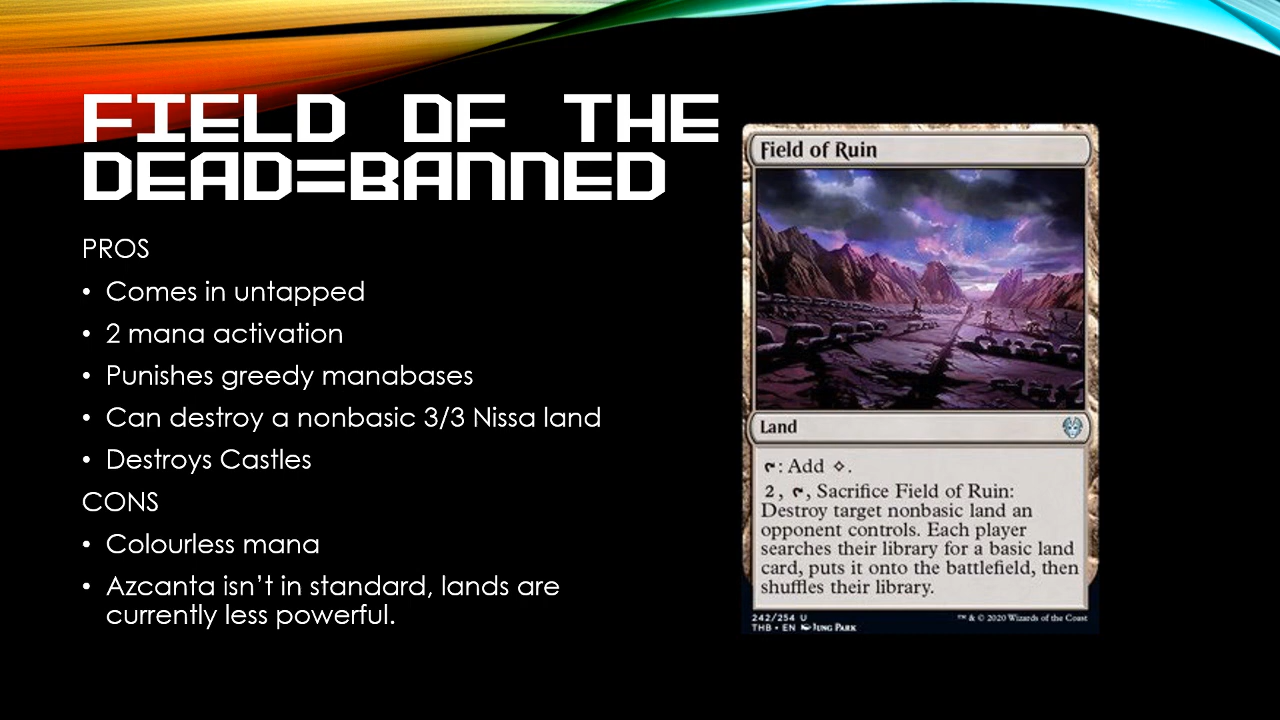 FIELD OF THE
DEAD=BANNED
PROS
• Comes in untapped
• 2 mana activation
• Punishes greedy manabases
• Can destroy a nonbasic 3/3 Nissa land
• Destroys Castles
CONS
• Colourless mana
• Azcanta isn’t in standard, lands are
currently less powerful.
Field of Ruin
Land
: Add .
2, , Sacrifice Field of Ruin:
Destroy target nonbasic land an
opponent controls. Each player
searches their library for a basic land
card, puts it onto the battlefield, then
shuffles their library.
242/254 U
THB • EN JUNG PARK
™ & © 2020 Wizards of the Coast